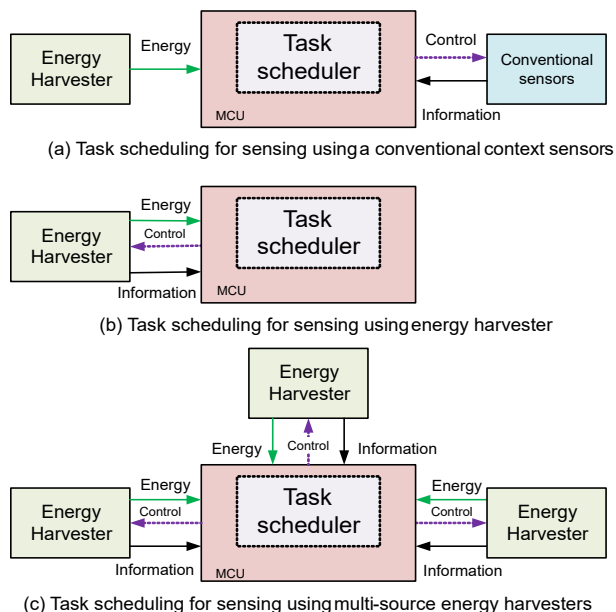 Energy
Harvester
Energy
Task
scheduler
MCU
Control
Information
Conventional
sensors
(a) Task scheduling for sensing using a conventional context sensors
Energy
Harvester
Energy
Control
Information
Task
scheduler
MCU
(b) Task scheduling for sensing using energy harvester
Energy
Harvester
Energy
Control
Information
Energy
Harvester
Energy
Control
Information
Task
scheduler
MCU
Energy
Control
Information
Energy
Harvester
(c) Task scheduling for sensing using multi-source energy harvesters